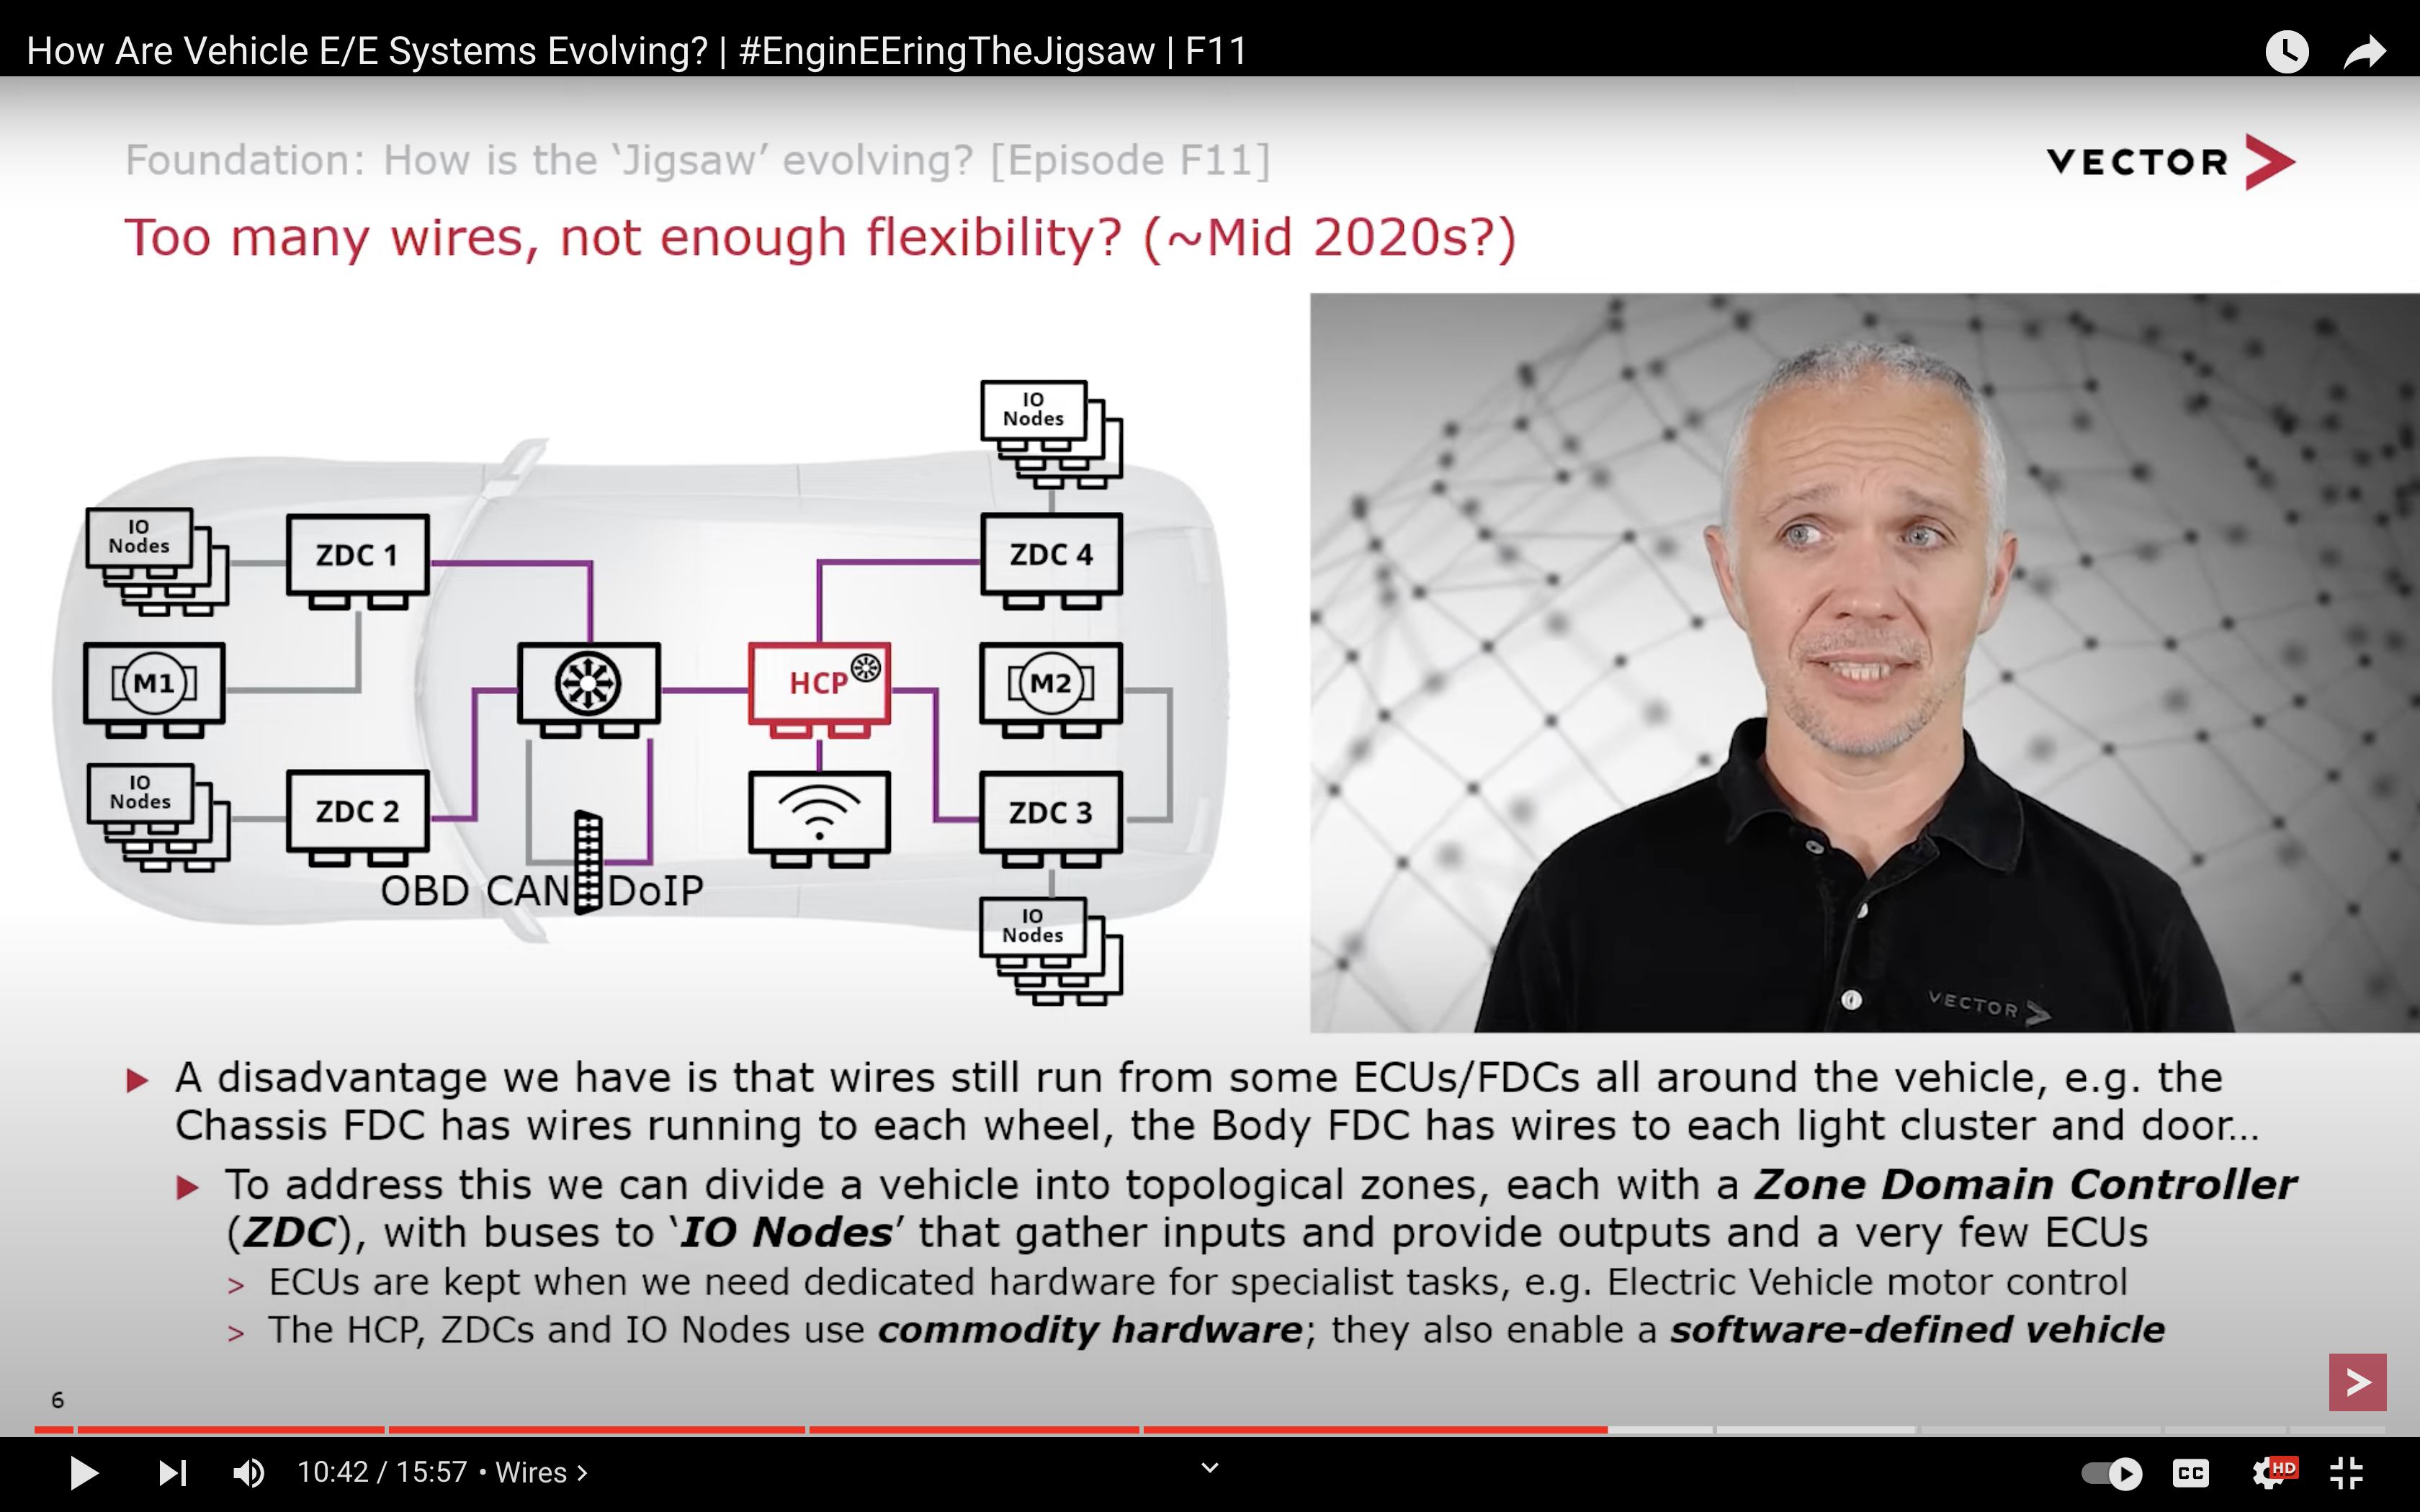 How Are Vehicle E/E Systems Evolving? | #EnginEEringTheJigsaw | F11
Foundation: How is the ‘Jigsaw’ evolving? [Episode F11]
VECTOR
Too many wires, not enough flexibility? (~Mid 2020s?)
IO
Nodes
IO
Nodes
ZDC 1
ZDC 4
M1
HCP
M2
IO
Nodes
ZDC 2
ZDC 3
OBD CAN
DoIP
IO
Nodes
VECTOR
A disadvantage we have is that wires still run from some ECUs/FDCs all around the vehicle, e.g. the
Chassis FDC has wires running to each wheel, the Body FDC has wires to each light cluster and door...
To address this we can divide a vehicle into topological zones, each with a Zone Domain Controller
(ZDC), with buses to ‘IO Nodes’ that gather inputs and provide outputs and a very few ECUs
> ECUs are kept when we need dedicated hardware for specialist tasks, e.g. Electric Vehicle motor control
> The HCP, ZDCs and IO Nodes use commodity hardware; they also enable a software-defined vehicle
6
10:42 / 15:57 • Wires >
CC
HD